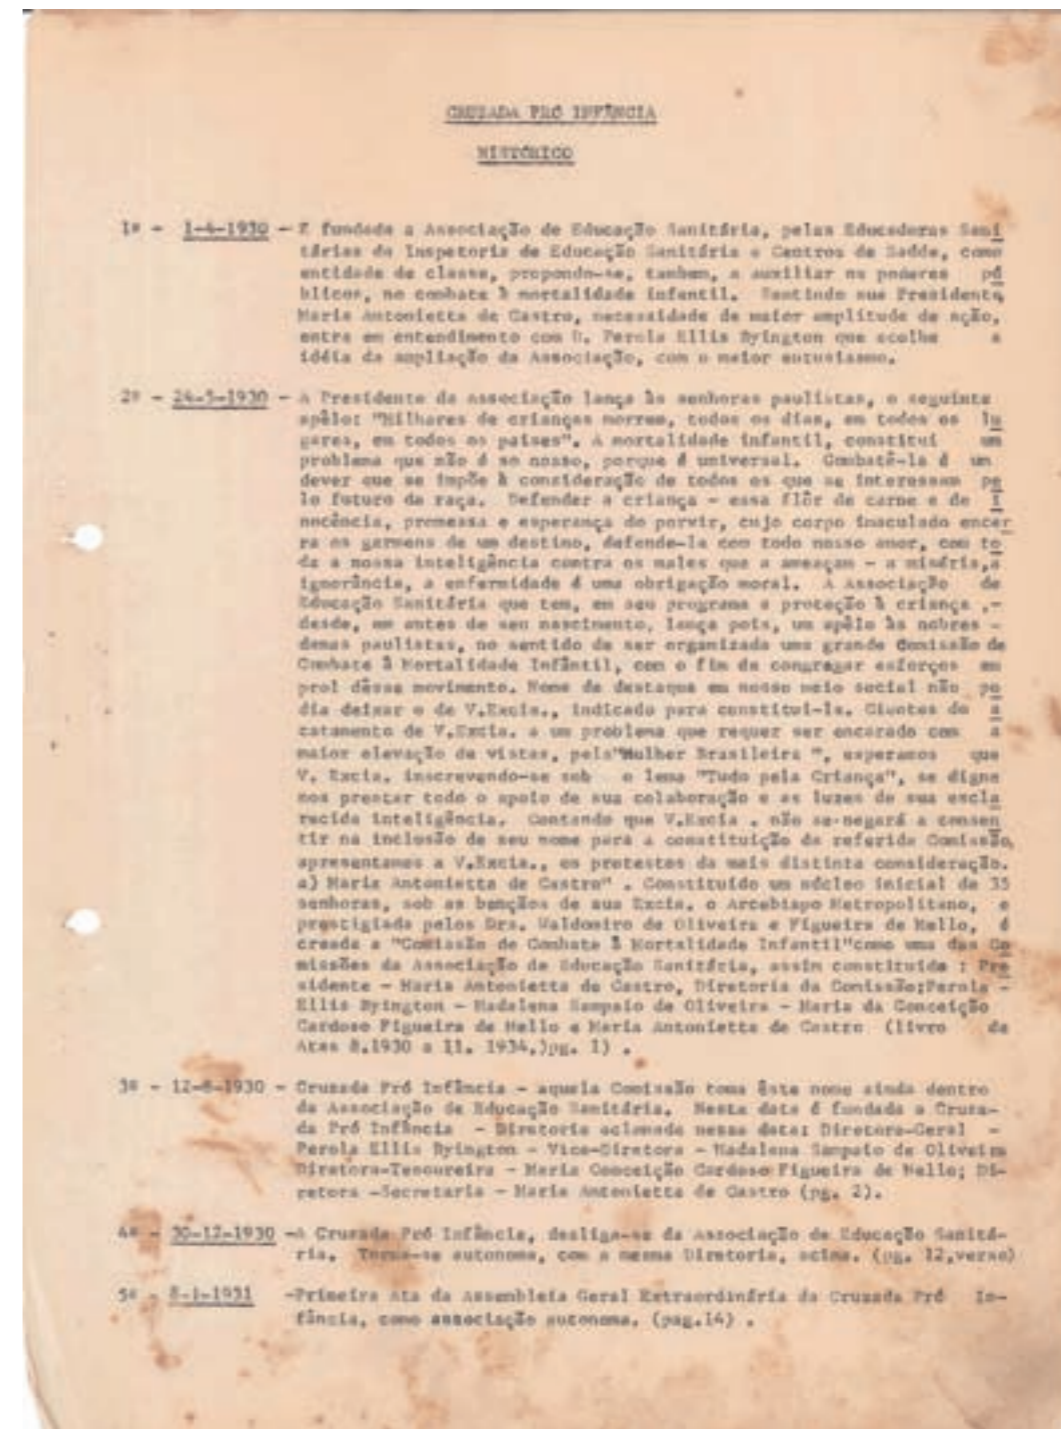 CRUZADA PRÓ INFÂNCIA
HISTÓRICO
1º - 1-4-1930 - É fundada a Associação de Educação Sanitária, pelas Educadoras Sani
tárias da Inspetoria de Educação Sanitária e Centros de Saúde, como
entidade de classe, propondo-se, tambem, a auxiliar os poderes pú
blicos, no combate à mortalidade infantil. Sentindo sua Presidente,
Maria Antonietta de Castro, necessidade de maior amplitude de ação,
entra em entendimento com D. Perola Ellis Byington que acolhe a
idéia da ampliação da Associação, com o maior entusiasmo.
2º - 24-5-1930 - A Presidente da associação lança às senhoras paulistas, o seguinte
apêlo: "Milhares de crianças morrem, todos os dias, em todos os lu
gares, em todos os paises". A mortalidade infantil, constitui um
problema que não é so nosso, porque é universal. Combatê-la é um
dever que se impõe à consideração de todos os que se interessam pe
lo futuro da raça. Defender a criança - essa flôr de carne e de i
nocência, promessa e esperança do porvir, cujo corpo imaculado encer
ra os germens de um destino, defende-la com todo nosso amor, com to
da a nossa inteligência contra os males que a ameaçam - a miséria,a
ignorância, a enfermidade é uma obrigação moral. A Associação de
Educação Sanitária que tem, em seu programa a proteção à criança ,-
desde, em antes de seu nascimento, lança pois, um apêlo às nobres -
damas paulistas, no sentido de ser organizada uma grande Comissão de
Combate à Mortalidade Infântil, com o fim de congregar esforços em
prol dêsse movimento. Nome de destaque em nosso meio social não po
dia deixar o de V.Excia., indicado para constitui-la. Cientes do a
catamento de V.Excia. a um problema que requer ser encarado com a
maior elevação de vistas, pela"Mulher Brasileira ", esperamos que
V. Excia. inscrevendo-se sob o lema "Tudo pela Criança", se digne
nos prestar todo o apoio de sua colaboração e as luzes de sua escla
recida inteligência. Contando que V.Excia . não se-negará a consen
tir na inclusão de seu nome para a constituição da referida Comissão,
apresentamos a V.Excia., os protestos da mais distinta consideração.
a) Maria Antonietta de Castro" . Constituido um núcleo inicial de 35
senhoras, sob as bençãos de sua Excia. o Arcebispo Metropolitano, e
prestigiada pelos Drs. Waldomiro de Oliveira e Figueira de Mello, é
creada a "Comissão de Combate à Mortalidade Infantil"como uma das Co
missões da Associação de Educação Sanitária, assim constituida : Pre
sidente - Maria Antonietta de Castro, Diretoria da Comissão:Perola -
Ellis Byington - Madalena Sampaio de Oliveira - Maria da Conceição
Cardoso Figueira de Mello e Maria Antonietta de Castro (livro de
Atas 8.1930 a 11. 1934,)pg. 1) .
3º - 12-8-1930 - Cruzada Pró Infância - aquela Comissão toma êste nome ainda dentro
da Associação de Educação Sanitária. Nesta data é fundada a Cruza-
da Pró Infância - Diretoria aclamada nessa data: Diretora-Geral -
Perola Ellis Byington - Vice-Diretora - Madalena Sampaio de Oliveira
Diretora-Tesoureira - Maria Conceição Cardoso Figueira de Mello; Di-
retora -Secretaria - Maria Antonietta de Castro (pg. 2).
4º - 30-12-1930 -A Cruzada Pró Infância, desliga-se da Associação de Educação Sanitá-
ria. Torna-se autonoma, com a mesma Diretoria, acima. (pg. 12,verso)
5º - 8-1-1931 -Primeira Ata da Assembleia Geral Extraordinária da Cruzada Pró In-
fância, como associação autonoma. (pag.14) .